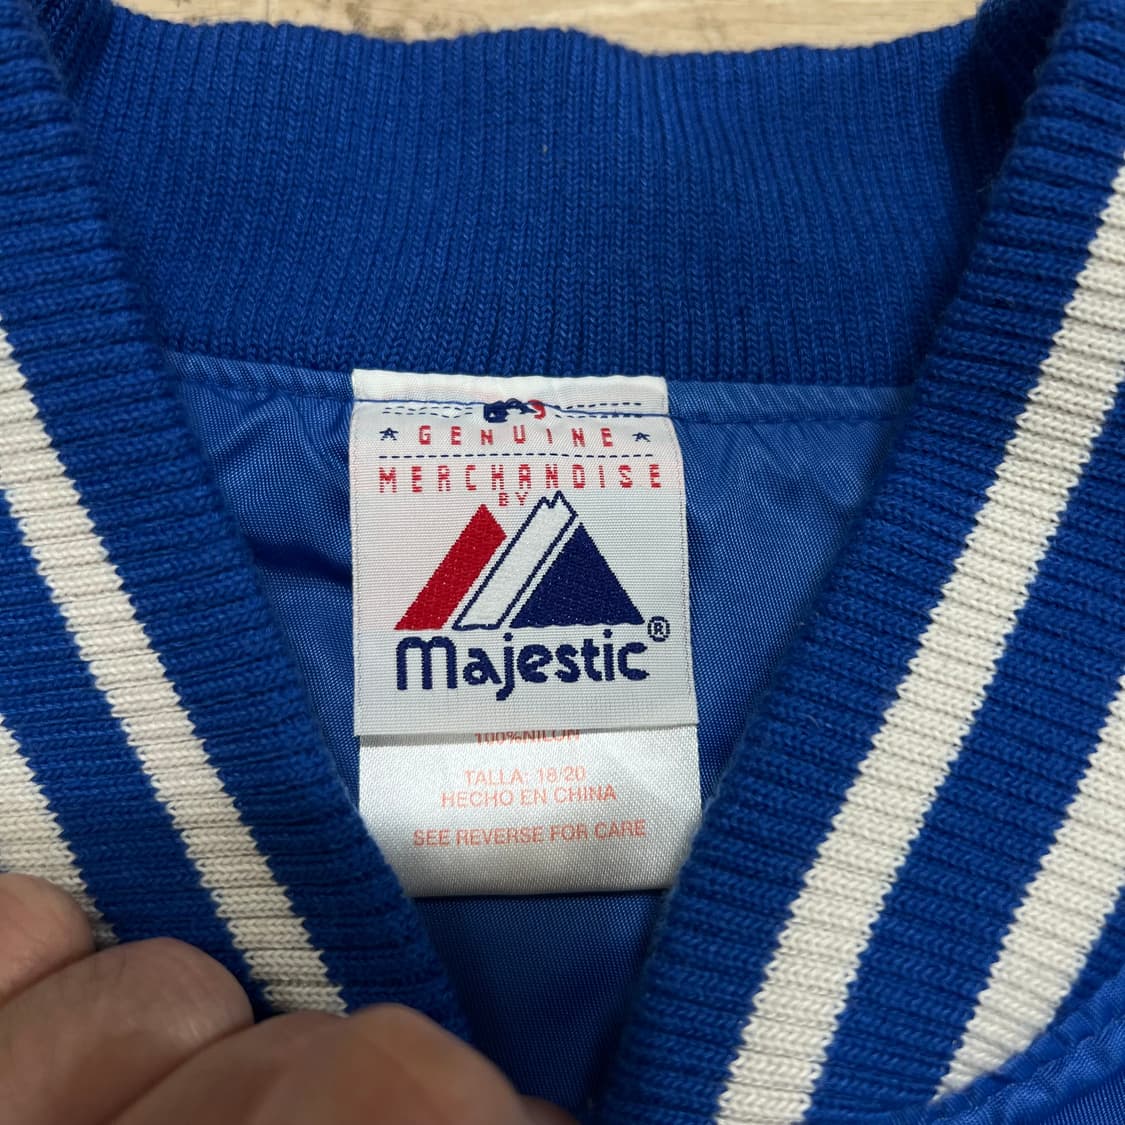 GENUINE
MERCHANDISE
BY
Majestic®
100%NILON
TALLA: 18/20
HECHO EN CHINA
SEE REVERSE FOR CARE